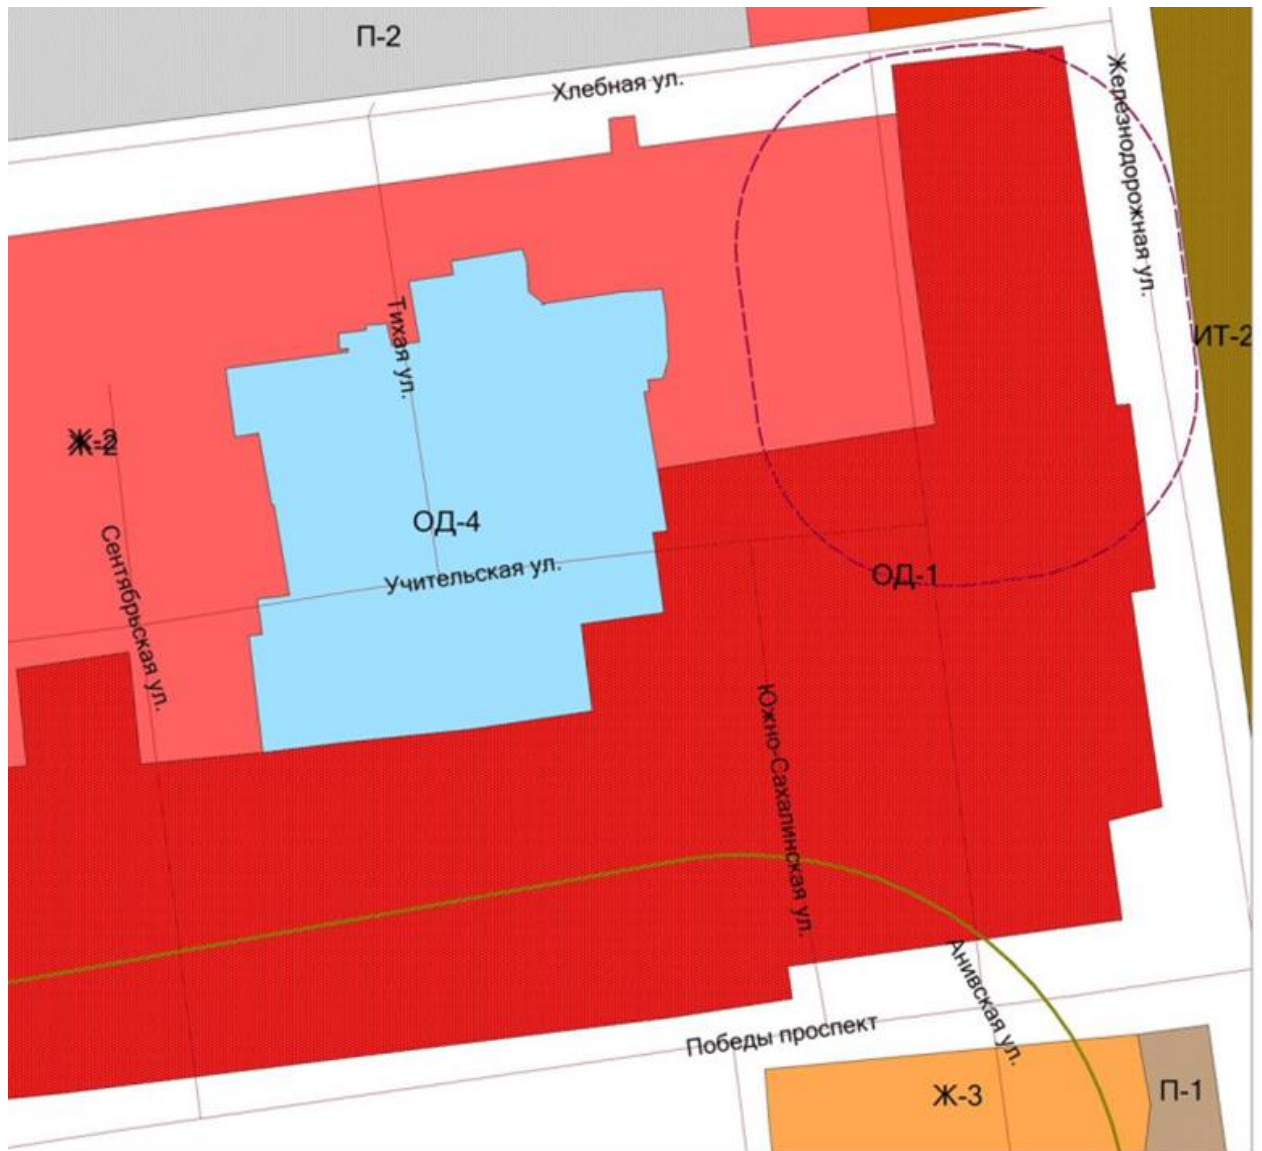 П-2
Хлебная ул.
Железнодорожная ул.
ИТ-2
Тихая ул.
Ж-2
ОД-4
Сентябрьская ул.
Учительская ул.
ОД-1
Южно-Сахалинская ул.
Анивская ул.
Победы проспект
Ж-3
П-1